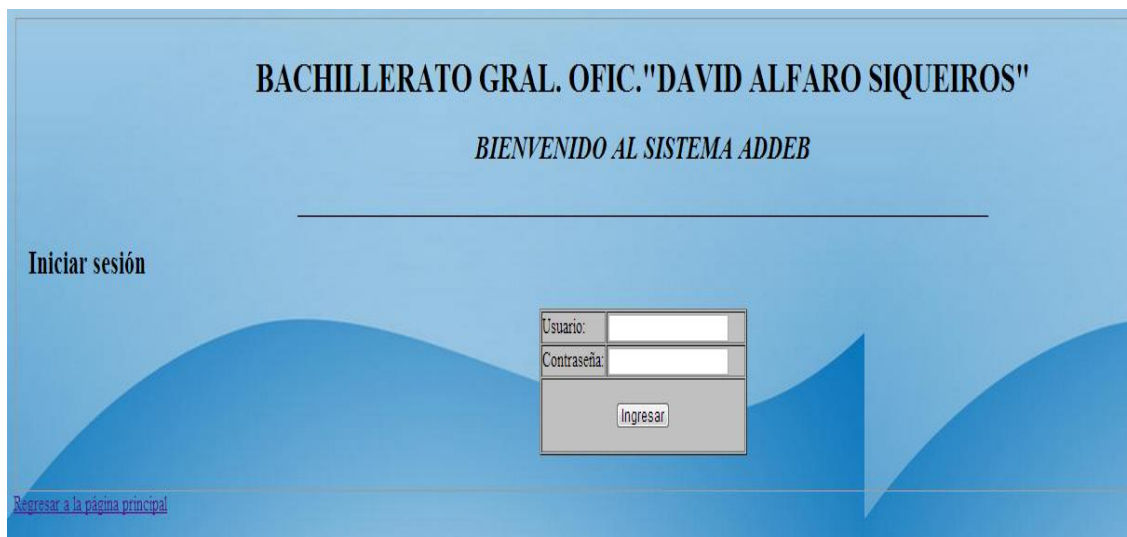 BACHILLERATO GRAL. OFIC."DAVID ALFARO SIQUEIROS"
BIENVENIDO AL SISTEMA ADDEB
Iniciar sesión
Usuario:
Contraseña:
Ingresar
Regresar a la página principal